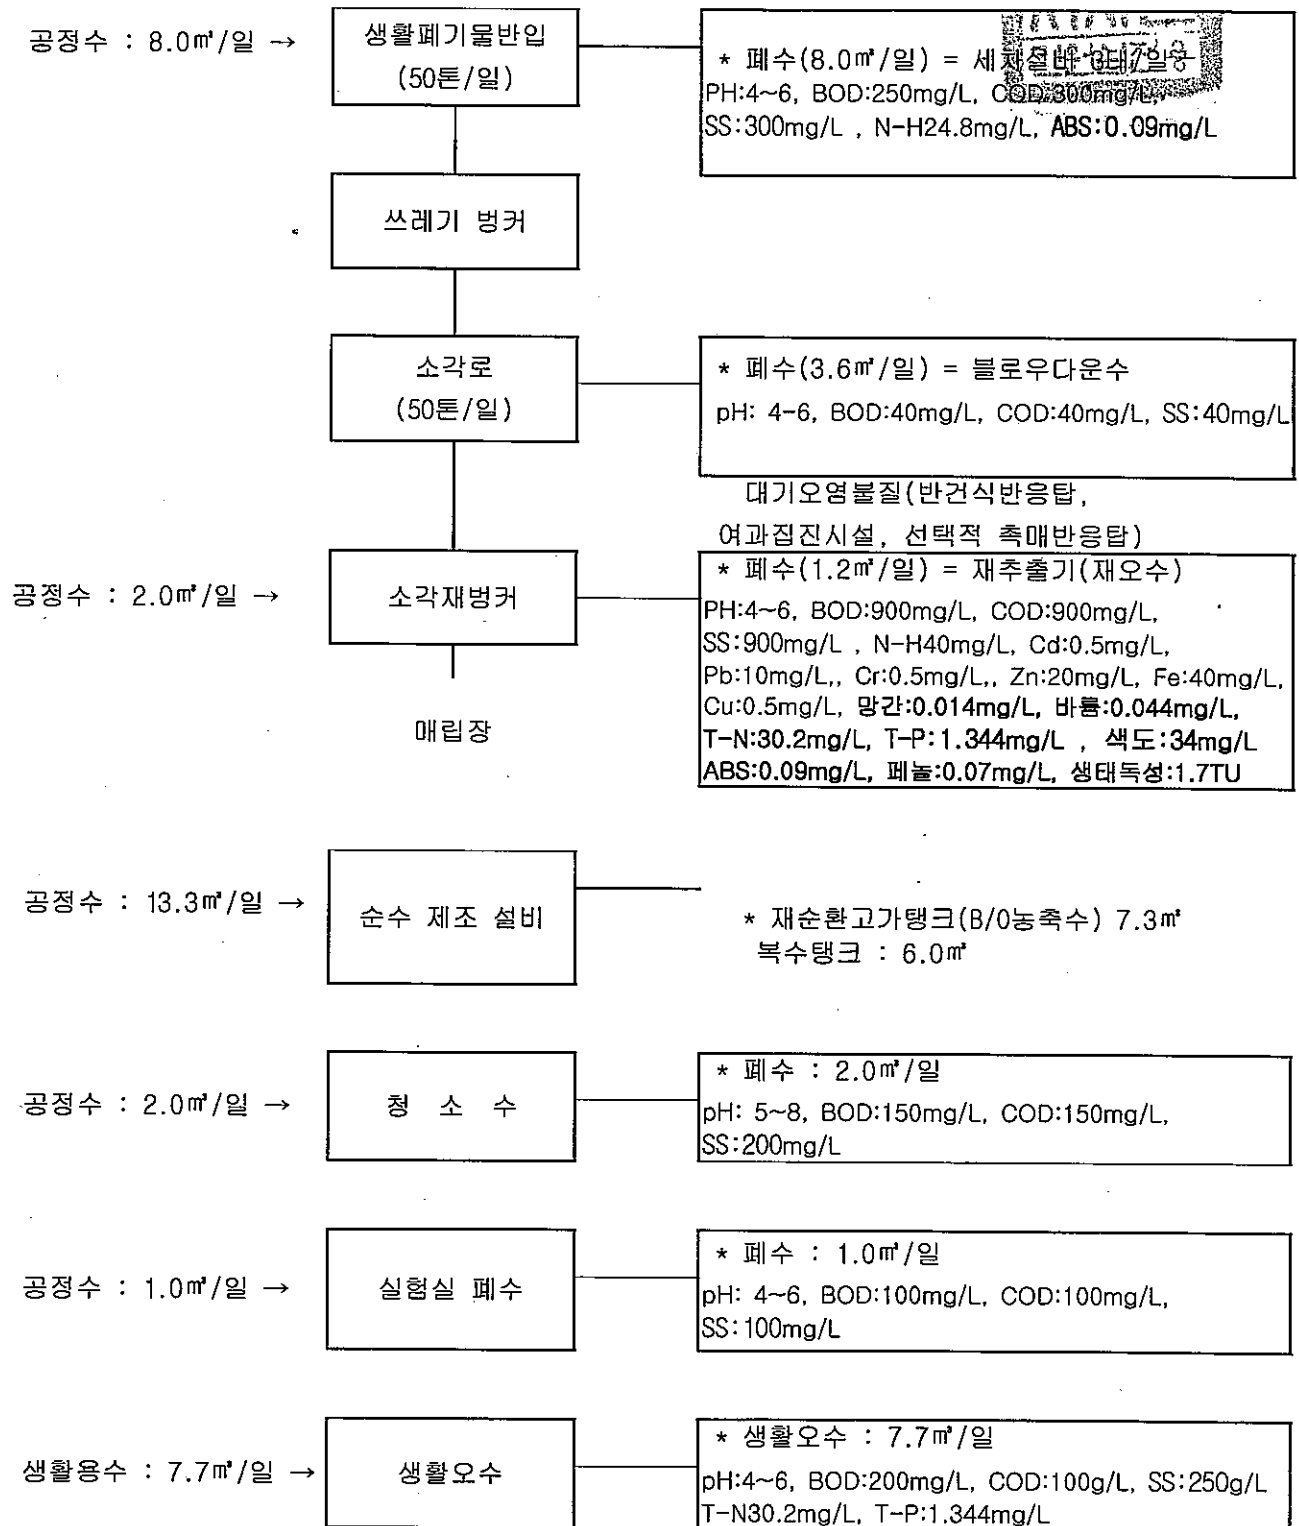 공정수 : 8.0㎥/일 →
생활폐기물반입
(50톤/일)
* 폐수(8.0㎥/일) = 세차설비
PH:4~6, BOD:250mg/L, COD:300mg/L,
SS:300mg/L , N-H24.8mg/L, ABS:0.09mg/L
쓰레기 벙커
소각로
(50톤/일)
* 폐수(3.6㎥/일) = 블로우다운수
pH: 4-6, BOD:40mg/L, COD:40mg/L, SS:40mg/L
대기오염물질(반건식반응탑,
여과집진시설, 선택적 촉매반응탑)
공정수 : 2.0㎥/일 →
소각재벙커
* 폐수(1.2㎥/일) = 재추출기(재오수)
PH:4~6, BOD:900mg/L, COD:900mg/L,
SS:900mg/L , N-H40mg/L, Cd:0.5mg/L,
Pb:10mg/L,, Cr:0.5mg/L,, Zn:20mg/L, Fe:40mg/L,
Cu:0.5mg/L, 망간:0.014mg/L, 바륨:0.044mg/L,
T-N:30.2mg/L, T-P:1.344mg/L , 색도:34mg/L
ABS:0.09mg/L, 페놀:0.07mg/L, 생태독성:1.7TU
매립장
공정수 : 13.3㎥/일 →
순수 제조 설비
* 재순환고가탱크(B/O농축수) 7.3㎥
복수탱크 : 6.0㎥
공정수 : 2.0㎥/일 →
청 소 수
* 폐수 : 2.0㎥/일
pH: 5~8, BOD:150mg/L, COD:150mg/L,
SS:200mg/L
공정수 : 1.0㎥/일 →
실험실 폐수
* 폐수 : 1.0㎥/일
pH: 4~6, BOD:100mg/L, COD:100mg/L,
SS:100mg/L
생활용수 : 7.7㎥/일 →
생활오수
* 생활오수 : 7.7㎥/일
pH:4~6, BOD:200mg/L, COD:100g/L, SS:250g/L
T-N30.2mg/L, T-P:1.344mg/L